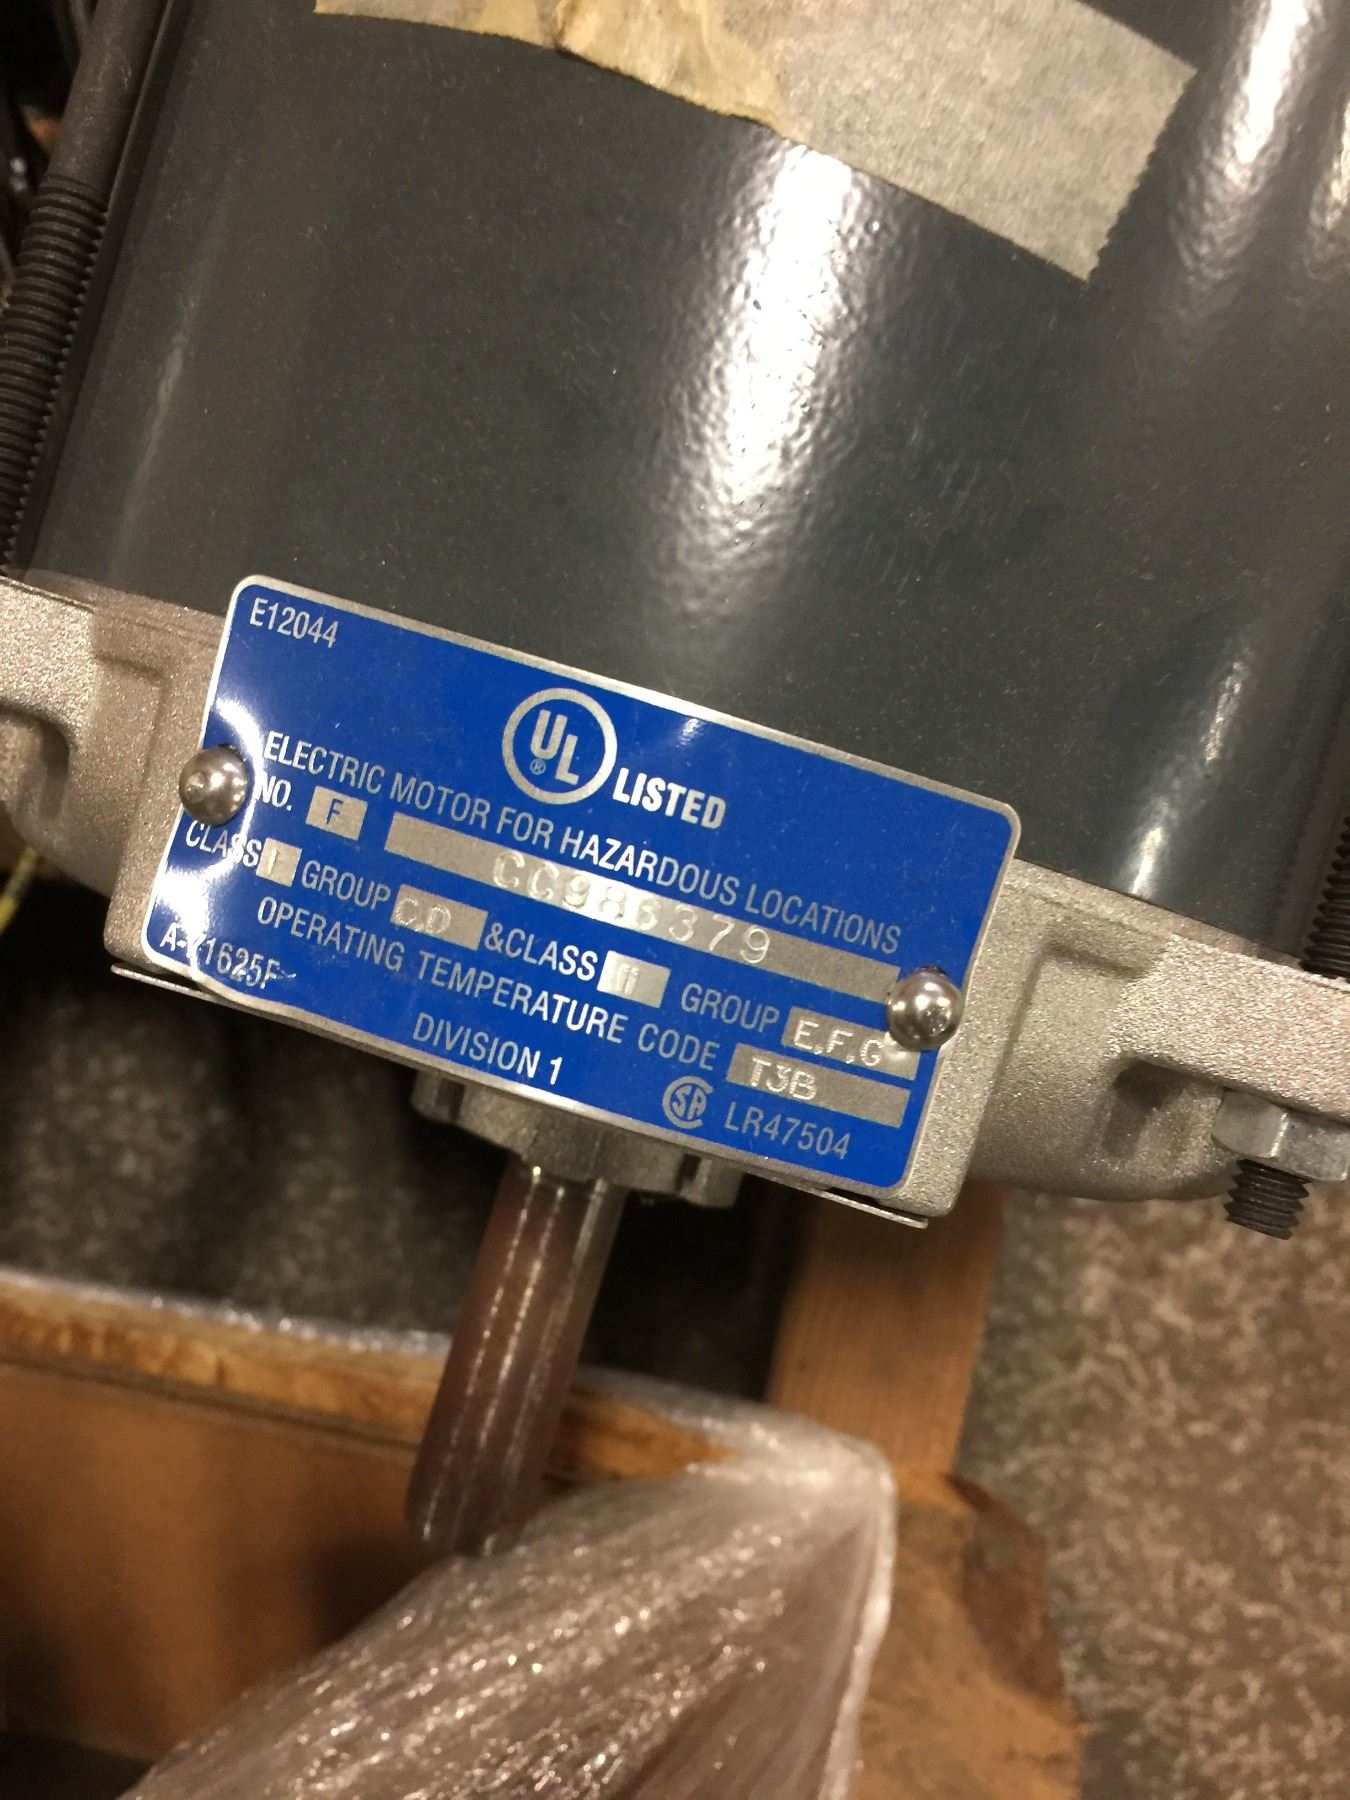 E12044
UL® LISTED
ELECTRIC MOTOR FOR HAZARDOUS LOCATIONS
NO. F CC986379
CLASS I GROUP C.D &CLASS II GROUP E.F.G
OPERATING TEMPERATURE CODE T3B
DIVISION 1
SA LR47504